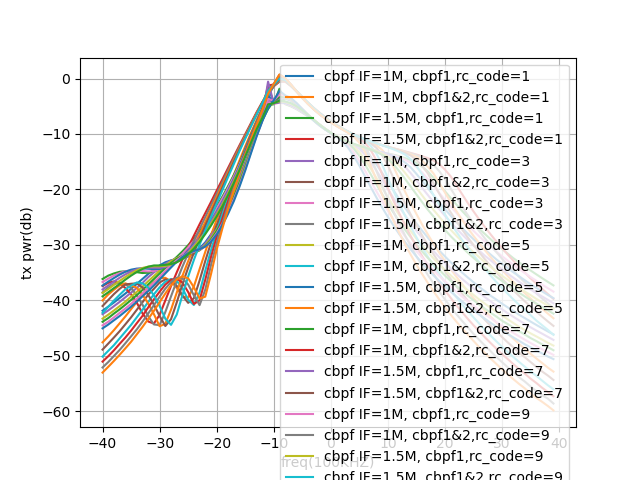 0
−10
−20
−30
−40
−50
−60
tx pwr(db)
cbpf IF=1M, cbpf1,rc_code=1
cbpf IF=1M, cbpf1&2,rc_code=1
cbpf IF=1.5M, cbpf1,rc_code=1
cbpf IF=1.5M, cbpf1&2,rc_code=1
cbpf IF=1M, cbpf1,rc_code=3
cbpf IF=1M, cbpf1&2,rc_code=3
cbpf IF=1.5M, cbpf1,rc_code=3
cbpf IF=1.5M, cbpf1&2,rc_code=3
cbpf IF=1M, cbpf1,rc_code=5
cbpf IF=1M, cbpf1&2,rc_code=5
cbpf IF=1.5M, cbpf1,rc_code=5
cbpf IF=1.5M, cbpf1&2,rc_code=5
cbpf IF=1M, cbpf1,rc_code=7
cbpf IF=1M, cbpf1&2,rc_code=7
cbpf IF=1.5M, cbpf1,rc_code=7
cbpf IF=1.5M, cbpf1&2,rc_code=7
cbpf IF=1M, cbpf1,rc_code=9
cbpf IF=1M, cbpf1&2,rc_code=9
cbpf IF=1.5M, cbpf1,rc_code=9
cbpf IF=1.5M, cbpf1&2,rc_code=9
−40 −30 −20 −10 0 10 20 30 40
freq(100KHz)